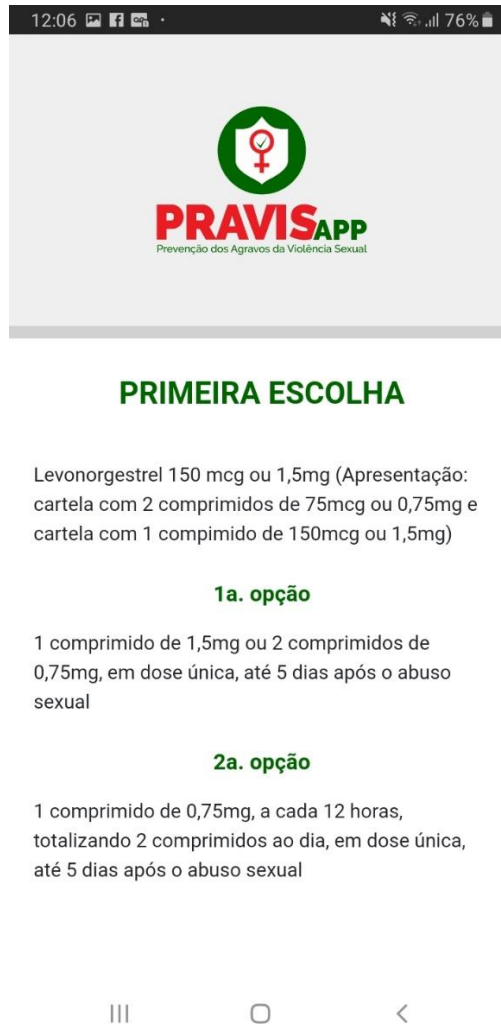 12:06
76%
PRAVISAPP
Prevenção dos Agravos da Violência Sexual
PRIMEIRA ESCOLHA
Levonorgestrel 150 mcg ou 1,5mg (Apresentação:
cartela com 2 comprimidos de 75mcg ou 0,75mg e
cartela com 1 compimido de 150mcg ou 1,5mg)
1a. opção
1 comprimido de 1,5mg ou 2 comprimidos de
0,75mg, em dose única, até 5 dias após o abuso
sexual
2a. opção
1 comprimido de 0,75mg, a cada 12 horas,
totalizando 2 comprimidos ao dia, em dose única,
até 5 dias após o abuso sexual